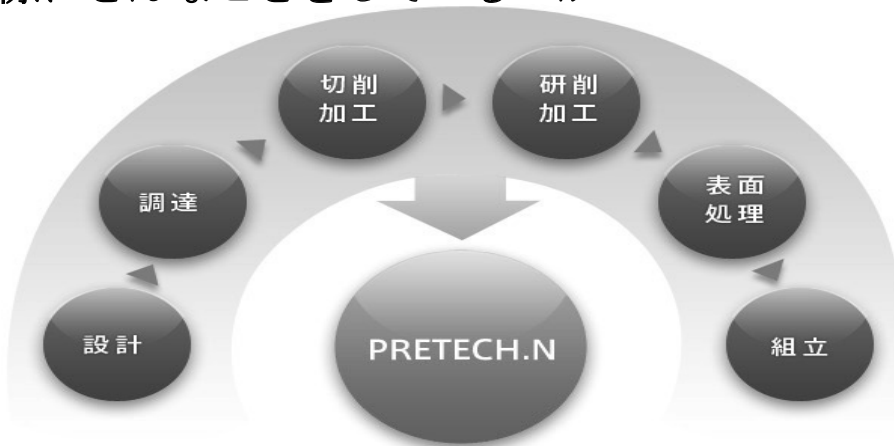 設計
調達
切削
加工
研削
加工
表面
処理
組立
PRETECH.N